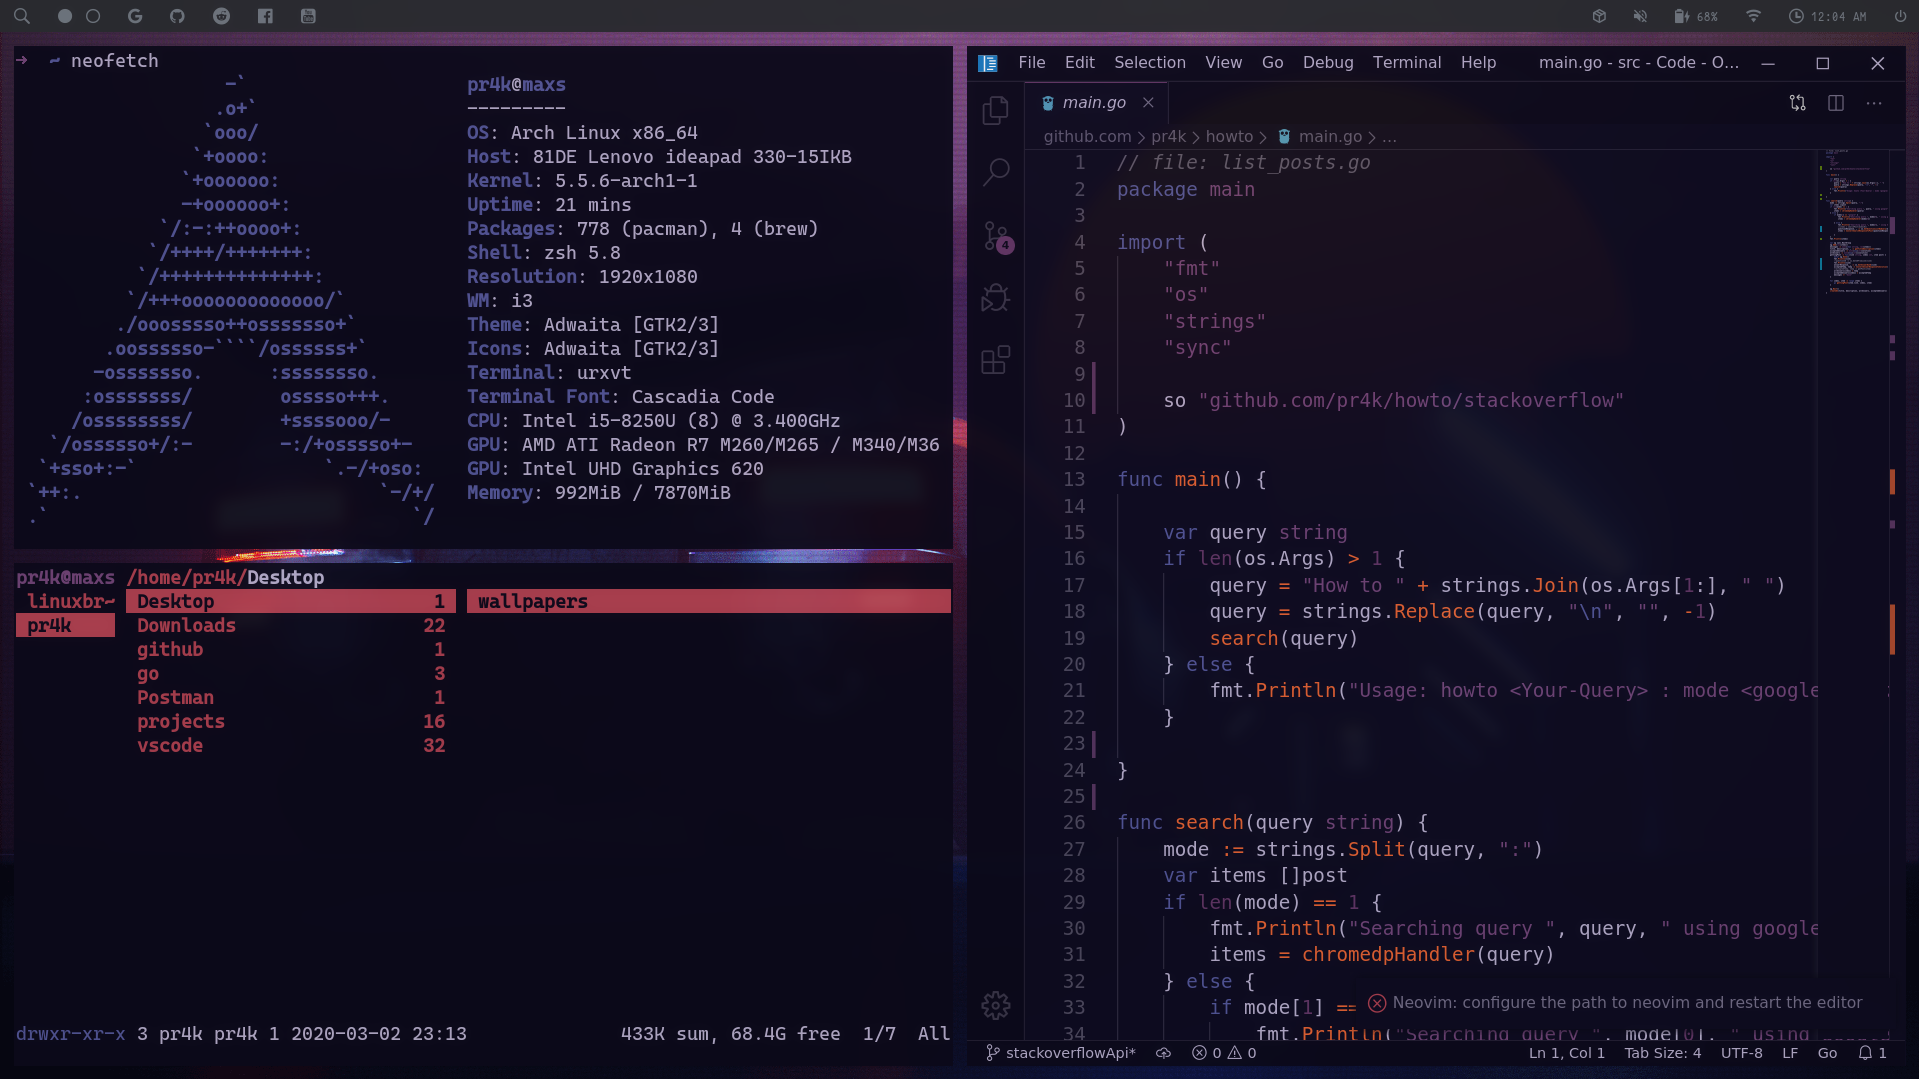 68%
12:04 AM
→ ~ neofetch
-`
.o+`
`ooo/
`+oooo:
`+oooooo:
-+oooooo+:
`/:-:++oooo+:
`/++++/+++++++:
`/++++++++++++++:
`/+++ooooooooooooo/`
./ooosssso++osssssso+`
.oossssso-````/ossssss+`
-osssssso.      :ssssssso.
:osssssss/        osssso+++.
/ossssssss/        +ssssooo/-
`/ossssso+/:-        -:/+osssso+-
`+sso+:-`                 `.-/+oso:
`++:.                           `-/+/
.`                                 `/
pr4k@maxs
---------
OS: Arch Linux x86_64
Host: 81DE Lenovo ideapad 330-15IKB
Kernel: 5.5.6-arch1-1
Uptime: 21 mins
Packages: 778 (pacman), 4 (brew)
Shell: zsh 5.8
Resolution: 1920x1080
WM: i3
Theme: Adwaita [GTK2/3]
Icons: Adwaita [GTK2/3]
Terminal: urxvt
Terminal Font: Cascadia Code
CPU: Intel i5-8250U (8) @ 3.400GHz
GPU: AMD ATI Radeon R7 M260/M265 / M340/M36
GPU: Intel UHD Graphics 620
Memory: 992MiB / 7870MiB
pr4k@maxs /home/pr4k/Desktop
linuxbr~ Desktop 1 wallpapers
pr4k Downloads 22
github 1
go 3
Postman 1
projects 16
vscode 32
drwxr-xr-x 3 pr4k pr4k 1 2020-03-02 23:13 433K sum, 68.4G free 1/7 All
File Edit Selection View Go Debug Terminal Help main.go - src - Code - O...
main.go
github.com > pr4k > howto > main.go > ...
4
1 // file: list_posts.go
2 package main
3
4 import (
5     "fmt"
6     "os"
7     "strings"
8     "sync"
9
10     so "github.com/pr4k/howto/stackoverflow"
11 )
12
13 func main() {
14
15     var query string
16     if len(os.Args) > 1 {
17         query = "How to " + strings.Join(os.Args[1:], " ")
18         query = strings.Replace(query, "\n", "", -1)
19         search(query)
20     } else {
21         fmt.Println("Usage: howto <Your-Query> : mode <google
22     }
23
24 }
25
26 func search(query string) {
27     mode := strings.Split(query, ":")
28     var items []post
29     if len(mode) == 1 {
30         fmt.Println("Searching query ", query, " using google
31         items = chromedpHandler(query)
32     } else {
33         if mode[1] ==
34             fmt.Println("Searching query ", mode[0], " using
Neovim: configure the path to neovim and restart the editor
stackoverflowApi* 0 0 Ln 1, Col 1 Tab Size: 4 UTF-8 LF Go 1